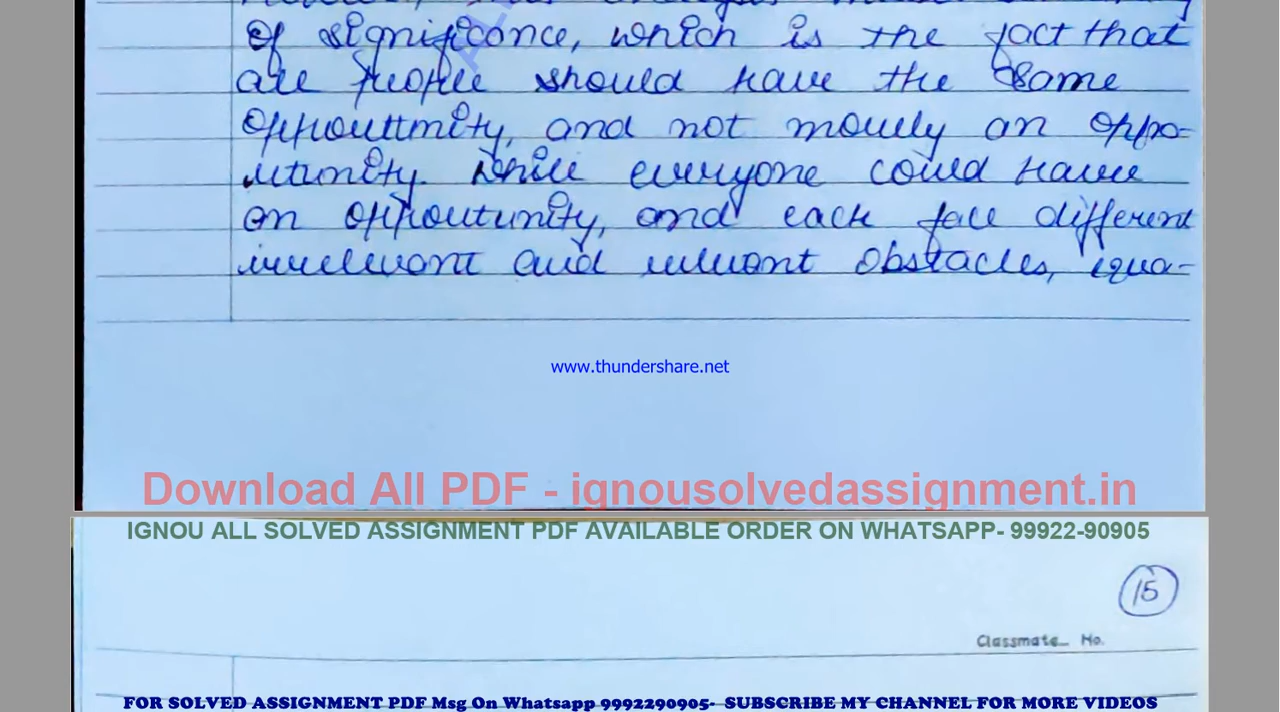 of significance, which is the fact that
are people should have the same
opportunity, and not merely an oppo-
rtunity. While everyone could have
an opportunity, and each face different
irrelevant and relevant obstacles, equa-
www.thundershare.net
Download All PDF - ignousolvedassignment.in
IGNOU ALL SOLVED ASSIGNMENT PDF AVAILABLE ORDER ON WHATSAPP- 99922-90905
15
Classmate No.
FOR SOLVED ASSIGNMENT PDF Msg On Whatsapp 9992290905- SUBSCRIBE MY CHANNEL FOR MORE VIDEOS